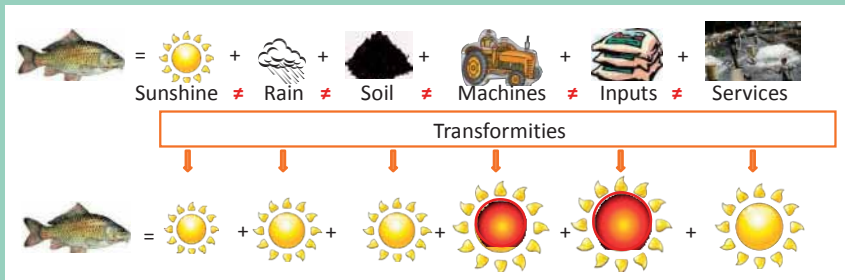 = + + + + +
Sunshine ≠ Rain ≠ Soil ≠ Machines ≠ Inputs ≠ Services
Transformities
= + + + + +